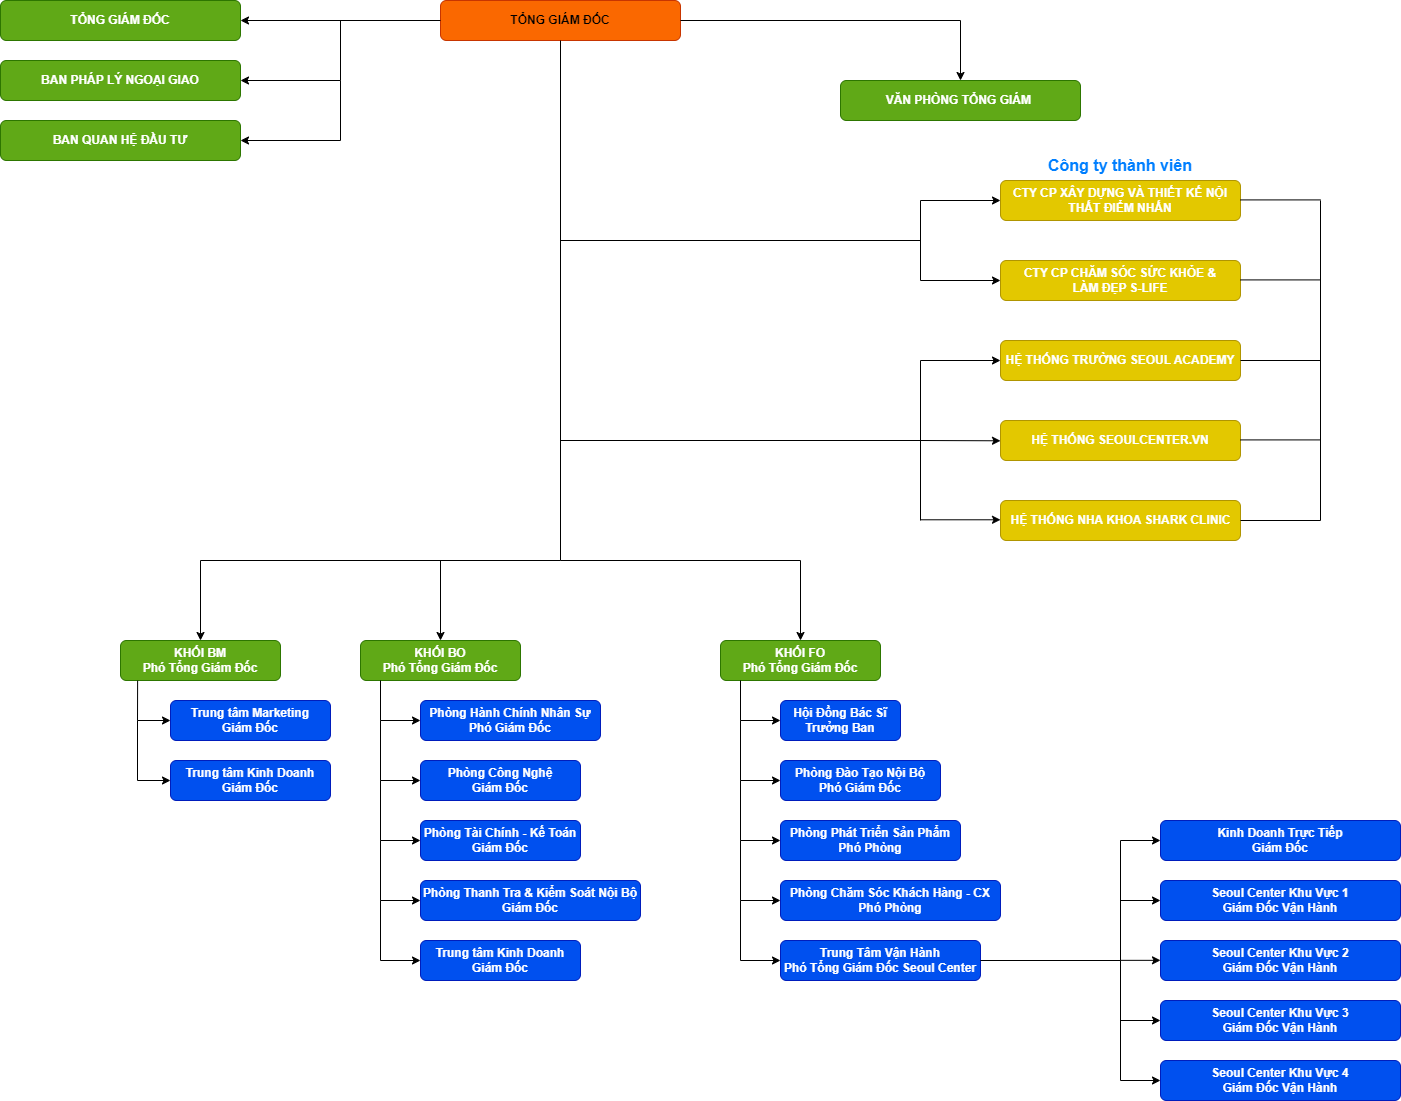 TỔNG GIÁM ĐỐC
TỔNG GIÁM ĐỐC
BAN PHÁP LÝ NGOẠI GIAO
VĂN PHÒNG TỔNG GIÁM
BAN QUAN HỆ ĐẦU TƯ
Công ty thành viên
CTY CP XÂY DỰNG VÀ THIẾT KẾ NỘI
THẤT ĐIỂM NHẤN
CTY CP CHĂM SÓC SỨC KHỎE &
LÀM ĐẸP S-LIFE
HỆ THỐNG TRƯỜNG SEOUL ACADEMY
HỆ THỐNG SEOULCENTER.VN
HỆ THỐNG NHA KHOA SHARK CLINIC
KHỐI BM
Phó Tổng Giám Đốc
Trung tâm Marketing
Giám Đốc
Trung tâm Kinh Doanh
Giám Đốc
KHỐI BO
Phó Tổng Giám Đốc
Phòng Hành Chính Nhân Sự
Phó Giám Đốc
Phòng Công Nghệ
Giám Đốc
Phòng Tài Chính - Kế Toán
Giám Đốc
Phòng Thanh Tra & Kiểm Soát Nội Bộ
Giám Đốc
Trung tâm Kinh Doanh
Giám Đốc
KHỐI FO
Phó Tổng Giám Đốc
Hội Đồng Bác Sĩ
Trưởng Ban
Phòng Đào Tạo Nội Bộ
Phó Giám Đốc
Phòng Phát Triển Sản Phẩm
Phó Phòng
Phòng Chăm Sóc Khách Hàng - CX
Phó Phòng
Trung Tâm Vận Hành
Phó Tổng Giám Đốc Seoul Center
Kinh Doanh Trực Tiếp
Giám Đốc
Seoul Center Khu Vực 1
Giám Đốc Vận Hành
Seoul Center Khu Vực 2
Giám Đốc Vận Hành
Seoul Center Khu Vực 3
Giám Đốc Vận Hành
Seoul Center Khu Vực 4
Giám Đốc Vận Hành